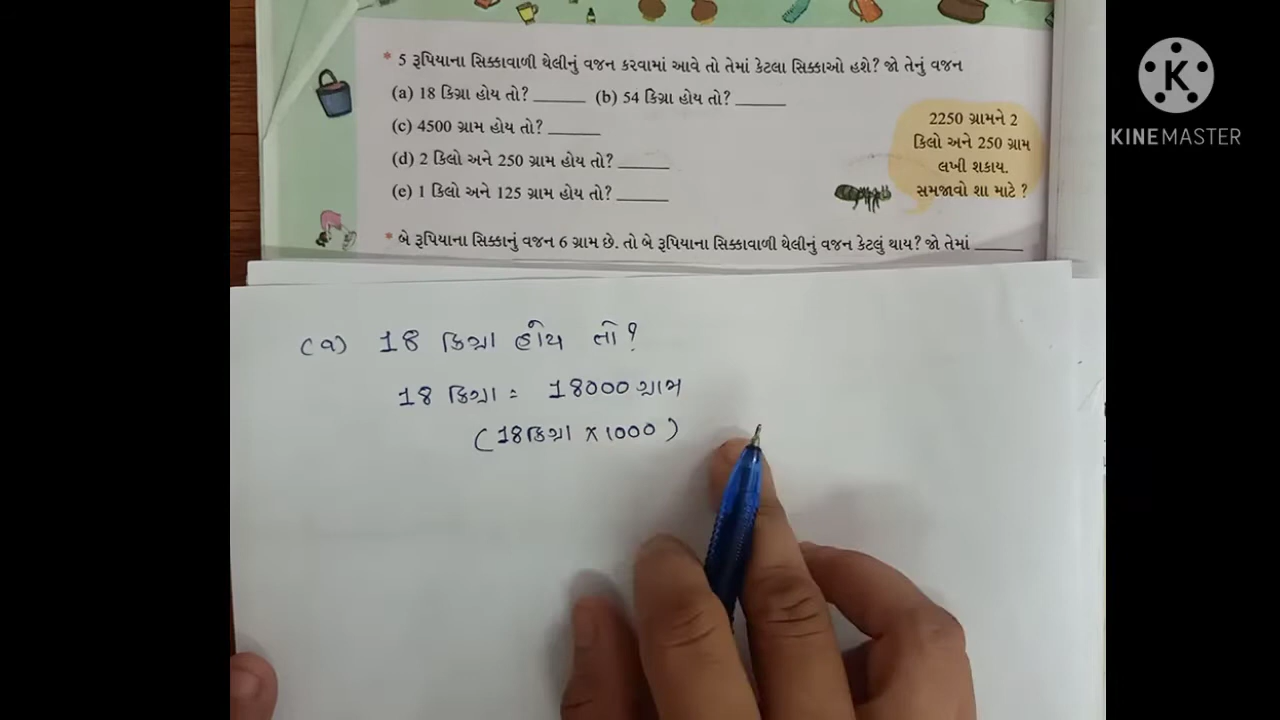 * 5 રૂપિયાના સિક્કાવાળી થેલીનું વજન કરવામાં આવે તો તેમાં કેટલા સિક્કાઓ હશે? જો તેનું વજન
(a) 18 કિગ્રા હોય તો? ______ (b) 54 કિગ્રા હોય તો? ______
(c) 4500 ગ્રામ હોય તો? ______
(d) 2 કિલો અને 250 ગ્રામ હોય તો? ______
(e) 1 કિલો અને 125 ગ્રામ હોય તો? ______
2250 ગ્રામને 2
કિલો અને 250 ગ્રામ
લખી શકાય.
સમજાવો શા માટે ?
* બે રૂપિયાના સિક્કાનું વજન 6 ગ્રામ છે. તો બે રૂપિયાના સિક્કાવાળી થેલીનું વજન કેટલું થાય? જો તેમાં ______
K
KINEMASTER
(a) 18 કિગ્રા હોય તો?
18 કિગ્રા = 18000 ગ્રામ
(18 કિગ્રા × 1000)